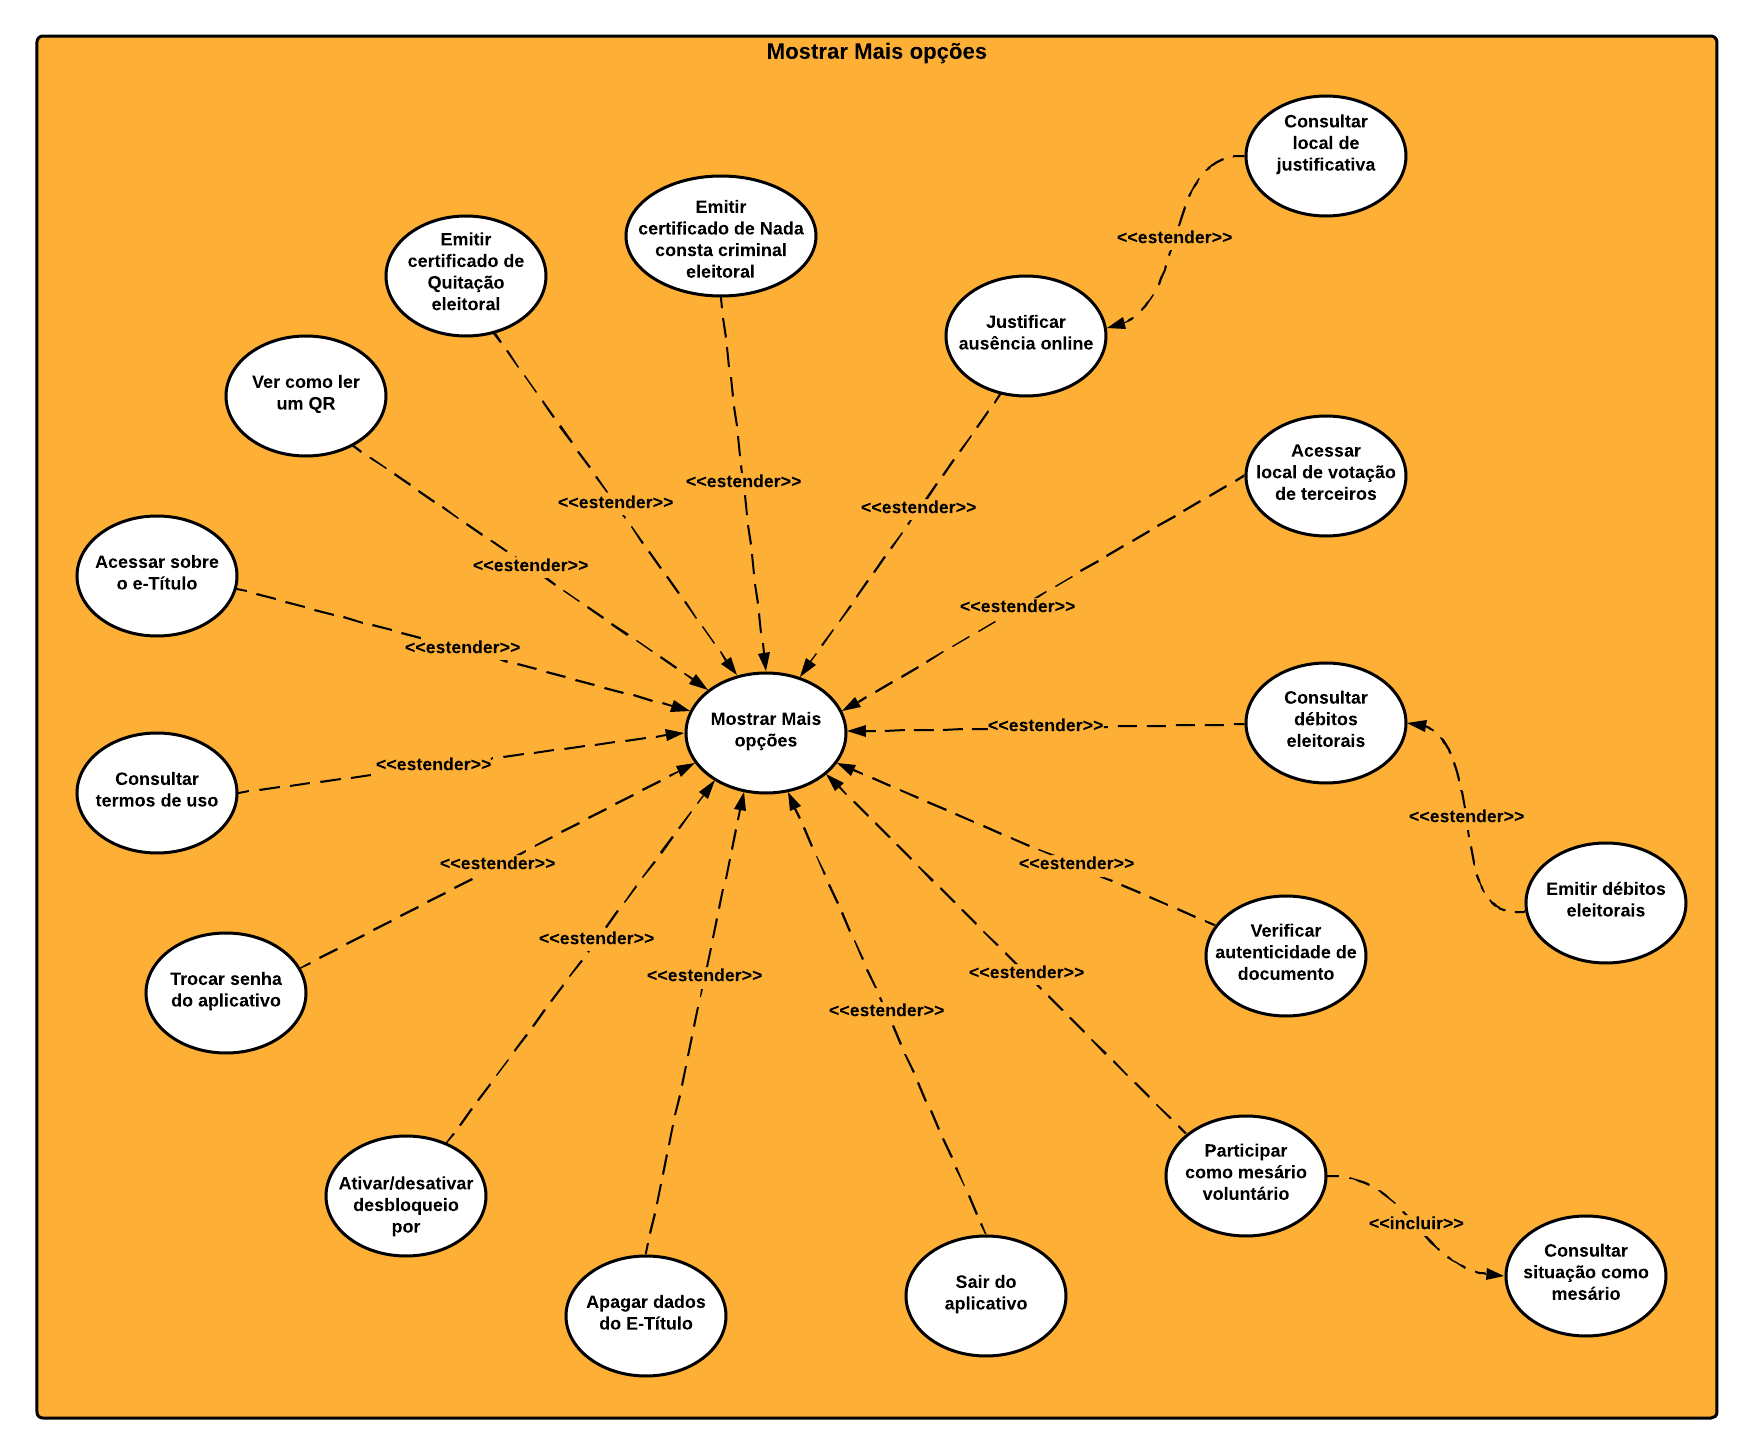 Mostrar Mais opções
Consultar
local de
justificativa
<<estender>>
Emitir
certificado de Nada
consta criminal
eleitoral
Emitir
certificado de
Quitação
eleitoral
Justificar
ausência online
Ver como ler
um QR
Acessar
local de votação
de terceiros
<<estender>>
<<estender>>
<<estender>>
<<estender>>
<<estender>>
Acessar sobre
o e-Título
<<estender>>
Mostrar Mais
opções
<<estender>>
Consultar
débitos
eleitorais
<<estender>>
Consultar
termos de uso
<<estender>>
Emitir débitos
eleitorais
<<estender>>
<<estender>>
Trocar senha
do aplicativo
<<estender>>
<<estender>>
<<estender>>
<<estender>>
Verificar
autenticidade de
documento
Participar
como mesário
voluntário
<<incluir>>
Ativar/desativar
desbloqueio
por
Consultar
situação como
mesário
Apagar dados
do E-Título
Sair do
aplicativo